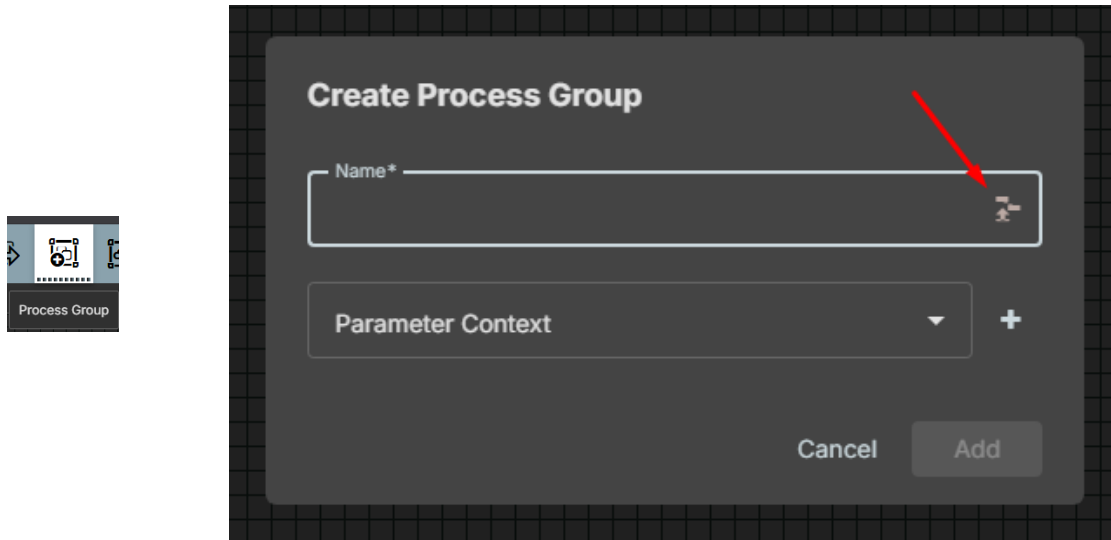 Process Group
Create Process Group
Name*
Parameter Context
Cancel
Add